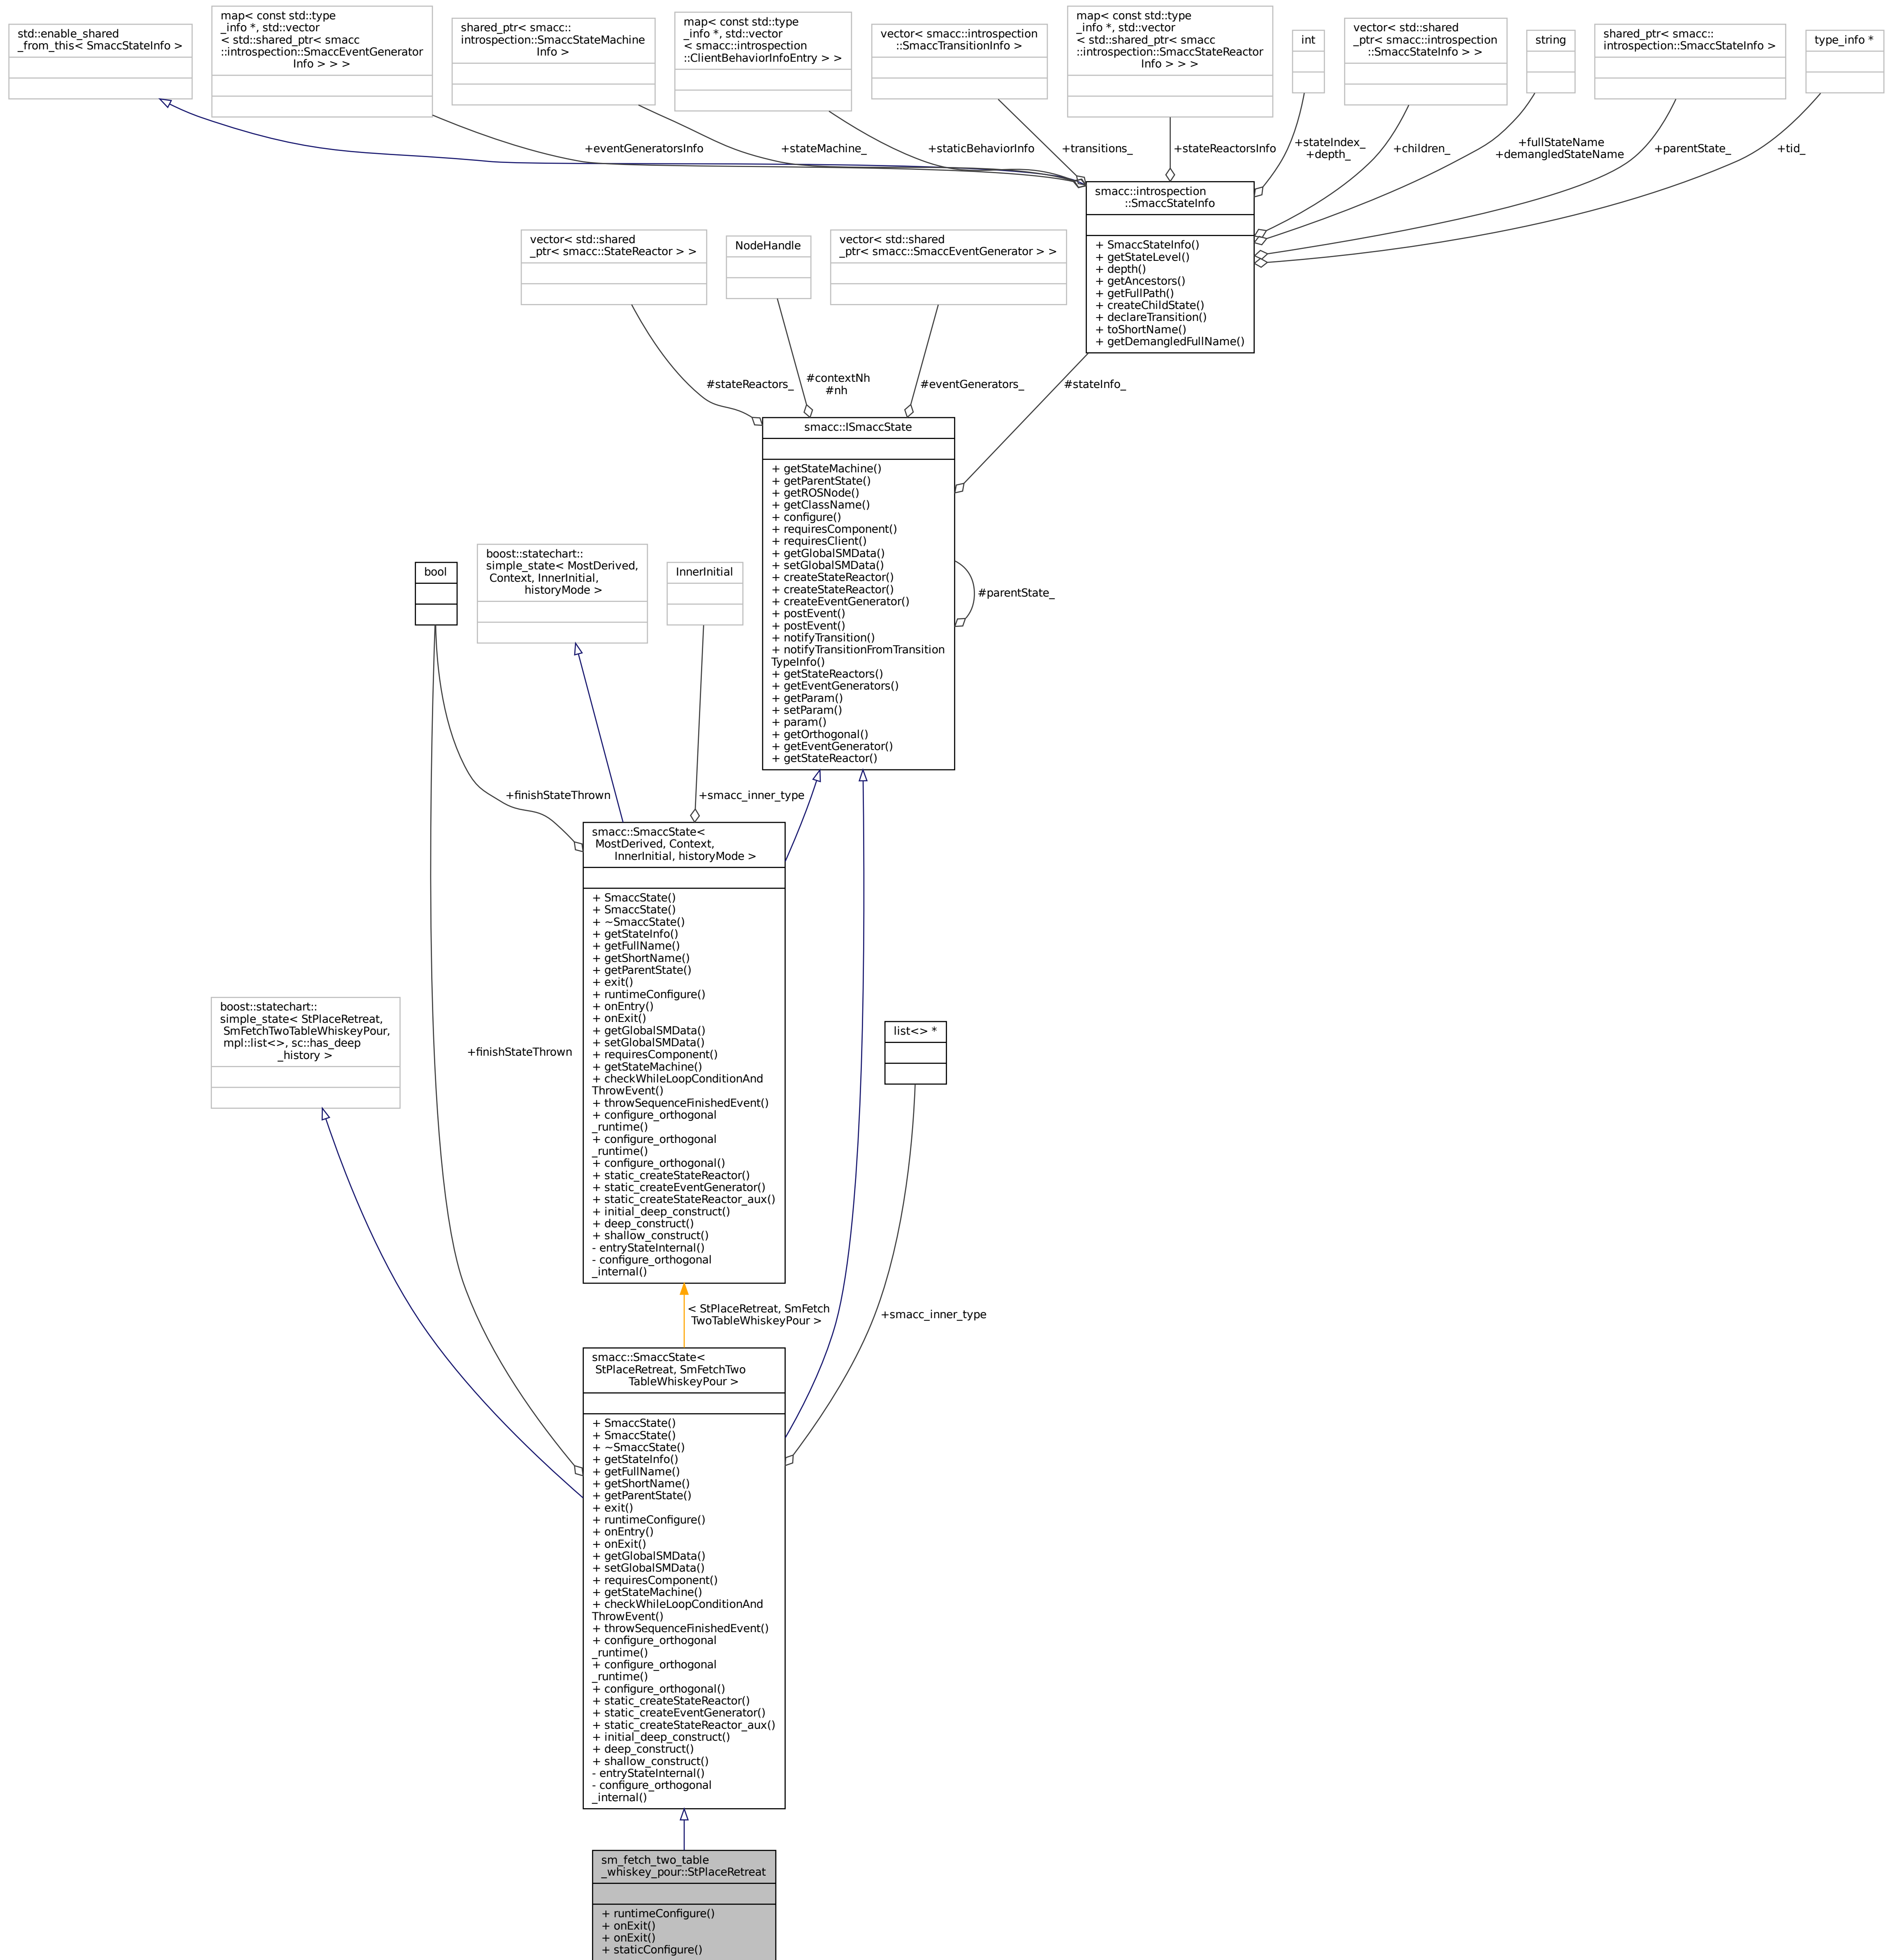 std::enable_shared
_from_this< SmaccStateInfo >
map< const std::type
_info *, std::vector
< std::shared_ptr< smacc
::introspection::SmaccEventGenerator
Info > > >
shared_ptr< smacc::
introspection::SmaccStateMachine
Info >
map< const std::type
_info *, std::vector
< smacc::introspection
::ClientBehaviorInfoEntry > >
vector< smacc::introspection
::SmaccTransitionInfo >
map< const std::type
_info *, std::vector
< std::shared_ptr< smacc
::introspection::SmaccStateReactor
Info > > >
int
vector< std::shared
_ptr< smacc::introspection
::SmaccStateInfo > >
string
shared_ptr< smacc::
introspection::SmaccStateInfo >
type_info *
+eventGeneratorsInfo
+stateMachine_
+staticBehaviorInfo
+transitions_
+stateReactorsInfo
+stateIndex_
+depth_
+children_
+fullStateName
+demangledStateName
+parentState_
+tid_
smacc::introspection
::SmaccStateInfo
+ SmaccStateInfo()
+ getStateLevel()
+ depth()
+ getAncestors()
+ getFullPath()
+ createChildState()
+ declareTransition()
+ toShortName()
+ getDemangledFullName()
vector< std::shared
_ptr< smacc::StateReactor > >
NodeHandle
vector< std::shared
_ptr< smacc::SmaccEventGenerator > >
#stateReactors_
#contextNh
#nh
#eventGenerators_
#stateInfo_
smacc::ISmaccState
+ getStateMachine()
+ getParentState()
+ getROSNode()
+ getClassName()
+ configure()
+ requiresComponent()
+ requiresClient()
+ getGlobalSMData()
+ setGlobalSMData()
+ createStateReactor()
+ createStateReactor()
+ createEventGenerator()
+ postEvent()
+ postEvent()
+ notifyTransition()
+ notifyTransitionFromTransition
TypeInfo()
+ getStateReactors()
+ getEventGenerators()
+ getParam()
+ setParam()
+ param()
+ getOrthogonal()
+ getEventGenerator()
+ getStateReactor()
#parentState_
bool
boost::statechart::
simple_state< MostDerived,
Context, InnerInitial,
historyMode >
InnerInitial
+finishStateThrown
+smacc_inner_type
smacc::SmaccState<
MostDerived, Context,
InnerInitial, historyMode >
+ SmaccState()
+ SmaccState()
+ ~SmaccState()
+ getStateInfo()
+ getFullName()
+ getShortName()
+ getParentState()
+ exit()
+ runtimeConfigure()
+ onEntry()
+ onExit()
+ getGlobalSMData()
+ setGlobalSMData()
+ requiresComponent()
+ getStateMachine()
+ checkWhileLoopConditionAnd
ThrowEvent()
+ throwSequenceFinishedEvent()
+ configure_orthogonal
_runtime()
+ configure_orthogonal
_runtime()
+ configure_orthogonal()
+ static_createStateReactor()
+ static_createEventGenerator()
+ static_createStateReactor_aux()
+ initial_deep_construct()
+ deep_construct()
+ shallow_construct()
- entryStateInternal()
- configure_orthogonal
_internal()
boost::statechart::
simple_state< StPlaceRetreat,
SmFetchTwoTableWhiskeyPour,
mpl::list<>, sc::has_deep
_history >
+finishStateThrown
list<> *
< StPlaceRetreat, SmFetch
TwoTableWhiskeyPour >
+smacc_inner_type
smacc::SmaccState<
StPlaceRetreat, SmFetchTwo
TableWhiskeyPour >
+ SmaccState()
+ SmaccState()
+ ~SmaccState()
+ getStateInfo()
+ getFullName()
+ getShortName()
+ getParentState()
+ exit()
+ runtimeConfigure()
+ onEntry()
+ onExit()
+ getGlobalSMData()
+ setGlobalSMData()
+ requiresComponent()
+ getStateMachine()
+ checkWhileLoopConditionAnd
ThrowEvent()
+ throwSequenceFinishedEvent()
+ configure_orthogonal
_runtime()
+ configure_orthogonal
_runtime()
+ configure_orthogonal()
+ static_createStateReactor()
+ static_createEventGenerator()
+ static_createStateReactor_aux()
+ initial_deep_construct()
+ deep_construct()
+ shallow_construct()
- entryStateInternal()
- configure_orthogonal
_internal()
sm_fetch_two_table
_whiskey_pour::StPlaceRetreat
+ runtimeConfigure()
+ onExit()
+ onExit()
+ staticConfigure()